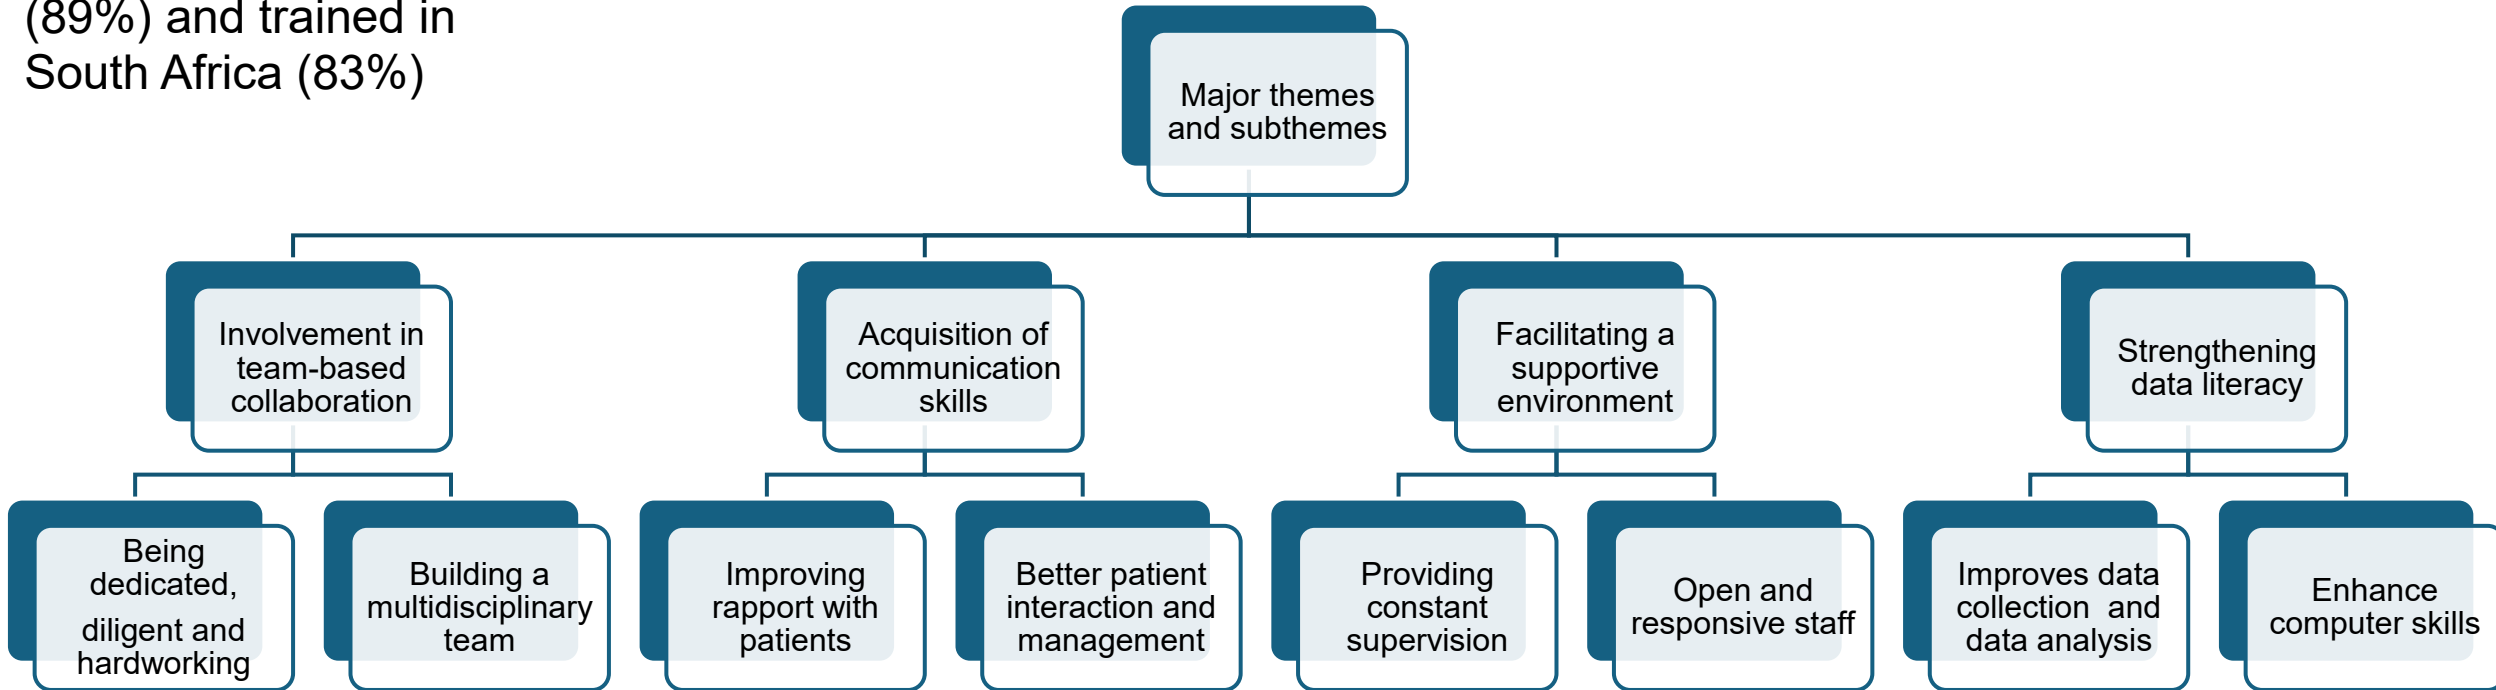 (89%) and trained in
South Africa (83%)
Major themes
and subthemes
Involvement in
team-based
collaboration
Acquisition of
communication
skills
Facilitating a
supportive
environment
Strengthening
data literacy
Being
dedicated,
diligent and
hardworking
Building a
multidisciplinary
team
Improving
rapport with
patients
Better patient
interaction and
management
Providing
constant
supervision
Open and
responsive staff
Improves data
collection  and
data analysis
Enhance
computer skills